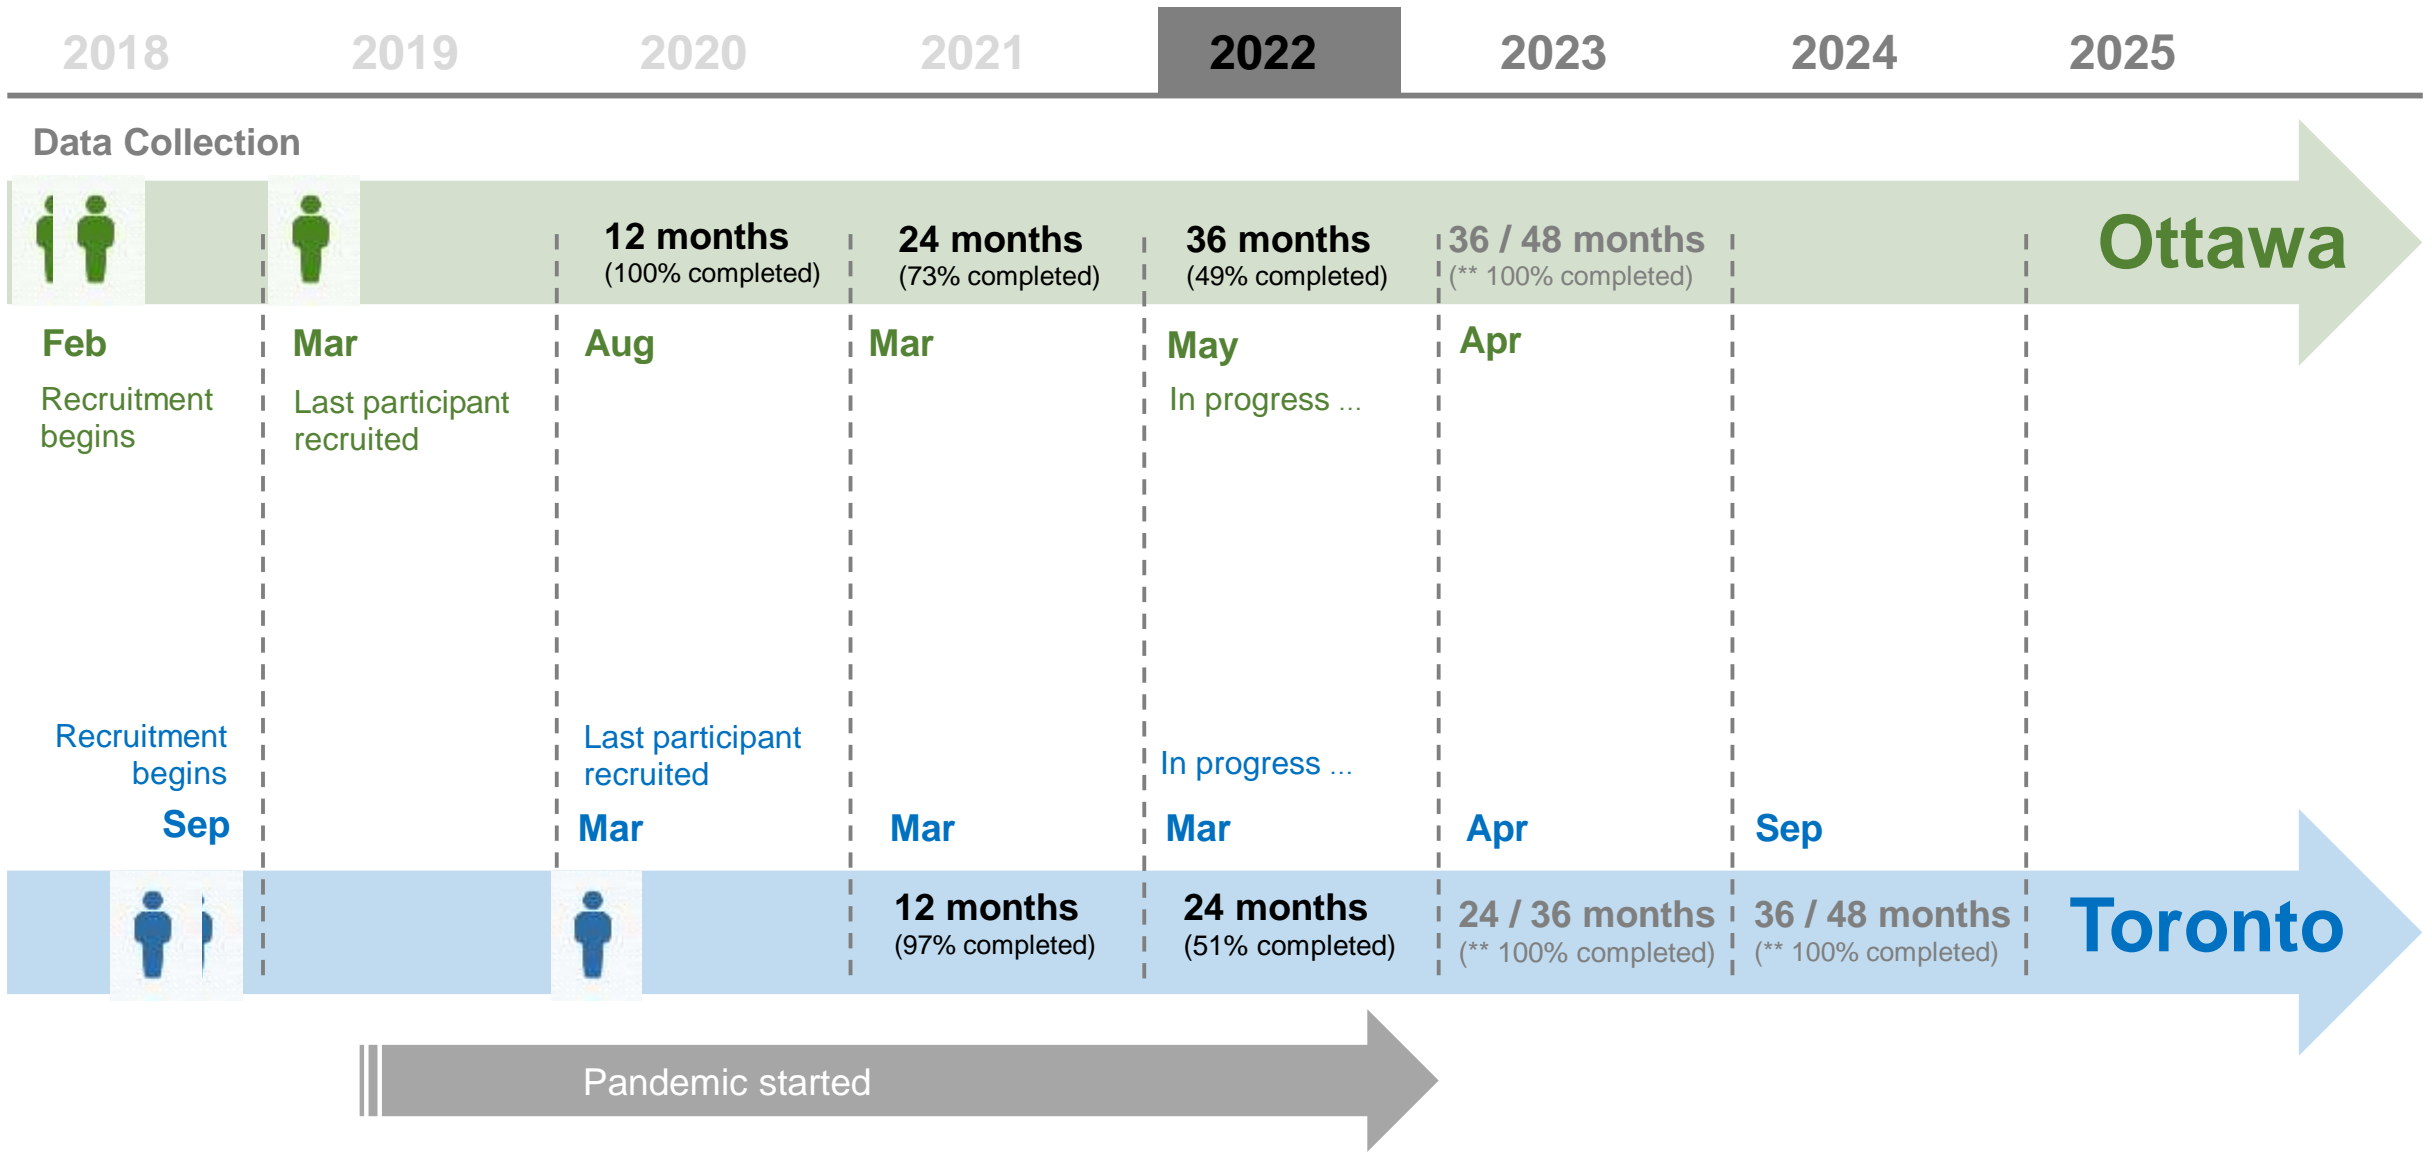 2018 2019 2020 2021 2022 2023 2024 2025
Data Collection
12 months 24 months 36 months 36 / 48 months
(100% completed) (73% completed) (49% completed) (** 100% completed)
Ottawa
Feb Mar Aug Mar May Apr
Recruitment
begins
Last participant
recruited
In progress ...
Recruitment
begins
Last participant
recruited
In progress ...
Sep Mar Mar Mar Apr Sep
12 months 24 months 24 / 36 months 36 / 48 months
(97% completed) (51% completed) (** 100% completed) (** 100% completed)
Toronto
Pandemic started